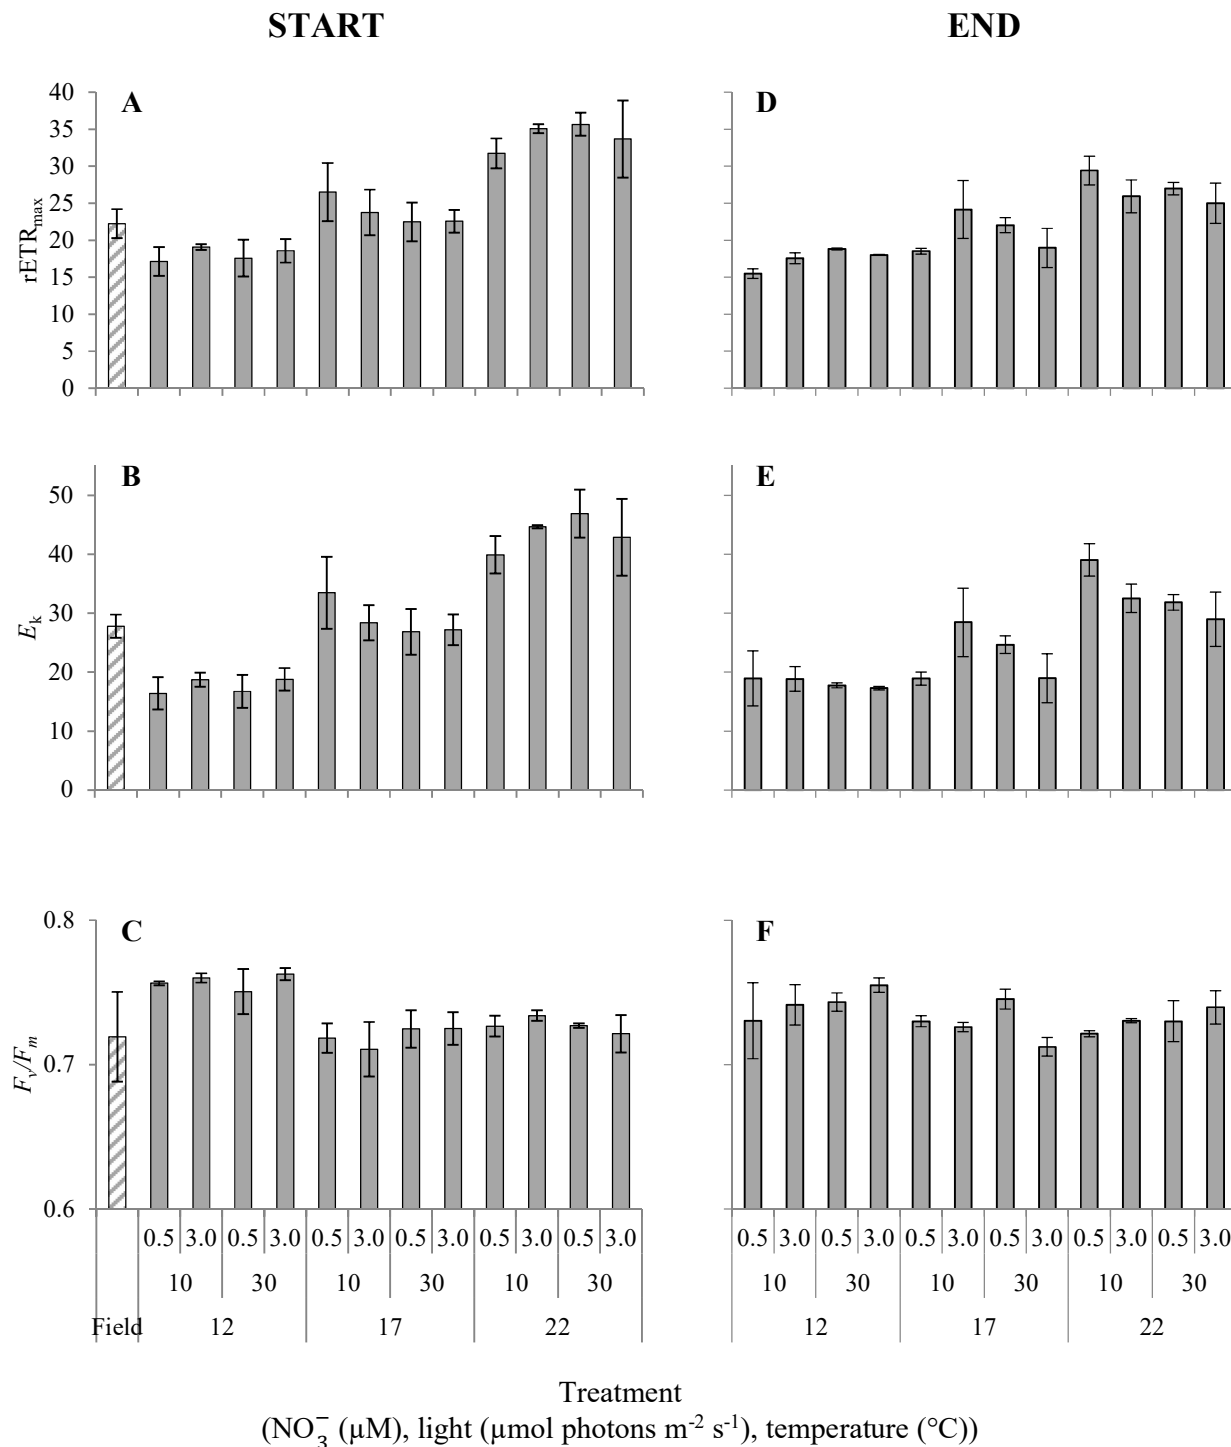 START END
A D
40
35
30
25
20
15
10
5
0
rETRmax
B E
50
40
30
20
10
0
Ek
C F
0.8
0.7
0.6
Fv/Fm
0.5 3.0 0.5 3.0 0.5 3.0 0.5 3.0 0.5 3.0 0.5 3.0 0.5 3.0 0.5 3.0 0.5 3.0 0.5 3.0 0.5 3.0 0.5 3.0
10 30 10 30 10 30 10 30 10 30 10 30
Field 12 17 22 12 17 22
Treatment
(NO₃⁻ (μM), light (μmol photons m⁻² s⁻¹), temperature (°C))